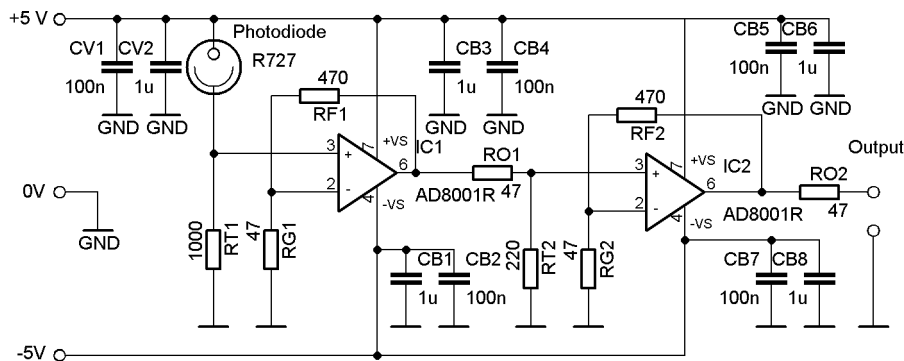 +5 V
CV1
100n
GND
CV2
1u
GND
Photodiode
R727
470
RF1
CB3
1u
GND
CB4
100n
GND
470
RF2
CB5
100n
GND
CB6
1u
GND
0V
GND
1000
RT1
47
RG1
3
2
+
-
7
4
6
+VS
-VS
IC1
AD8001R
RO1
47
220
RT2
47
RG2
3
2
+
-
7
4
6
+VS
-VS
IC2
AD8001R
RO2
47
Output
CB1
1u
CB2
100n
CB7
100n
CB8
1u
-5V